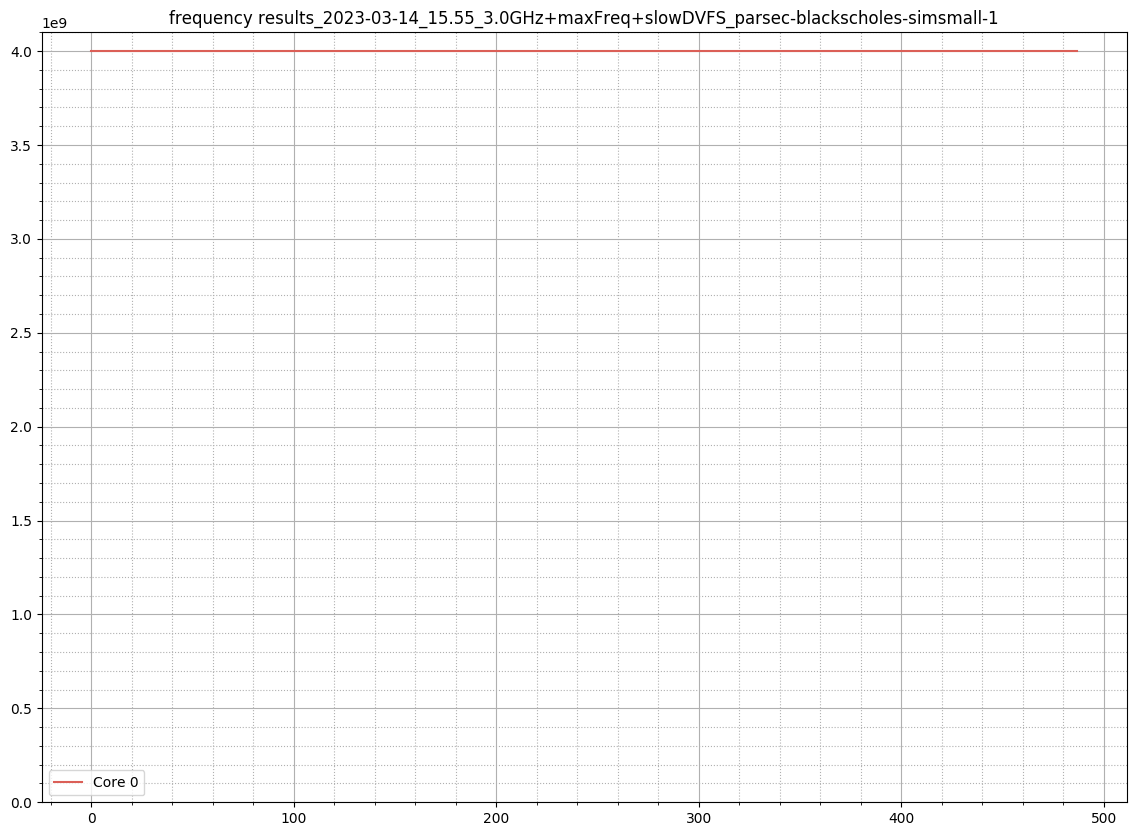 frequency results_2023-03-14_15.55_3.0GHz+maxFreq+slowDVFS_parsec-blackscholes-simsmall-1
1e9
4.0
3.5
3.0
2.5
2.0
1.5
1.0
0.5
0.0
Core 0
0 100 200 300 400 500